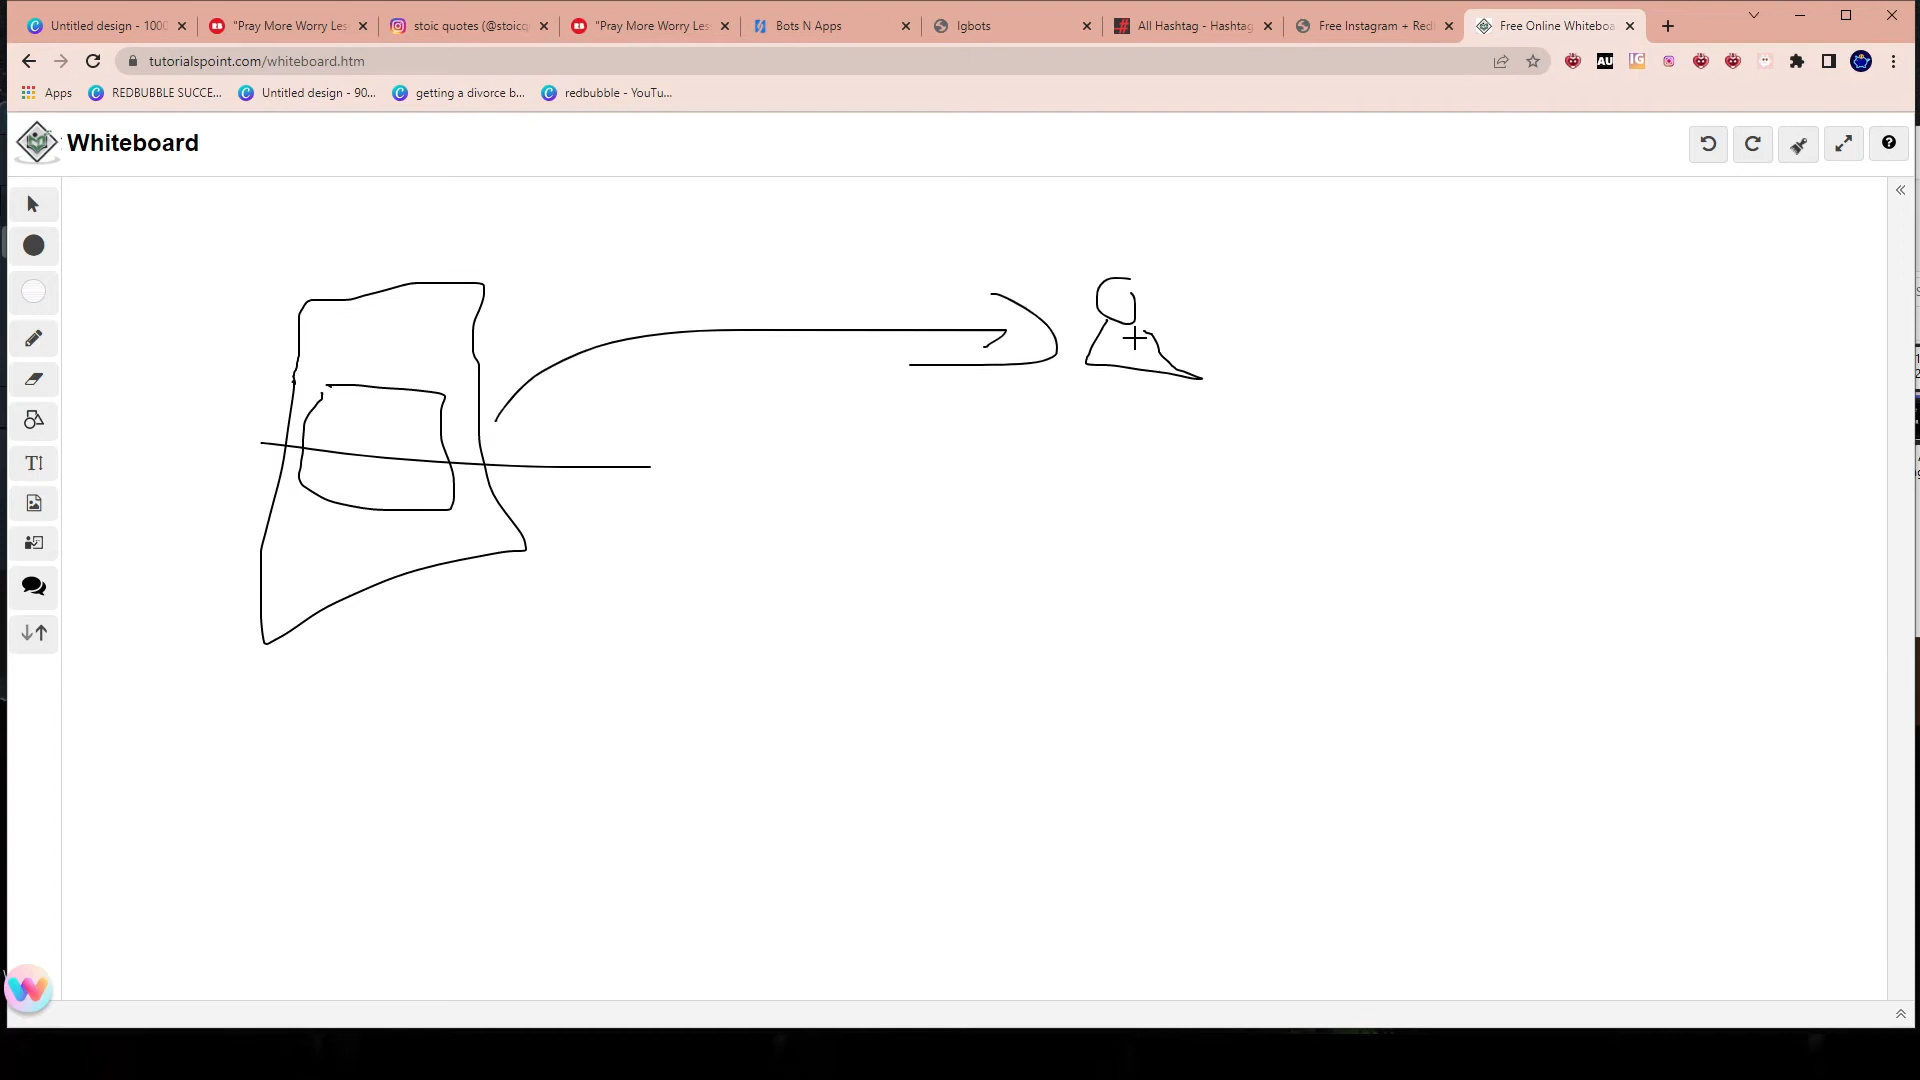 Untitled design - 1000
"Pray More Worry Les
stoic quotes (@stoicq
"Pray More Worry Les
Bots N Apps
Igbots
All Hashtag - Hashtag
Free Instagram + Red
Free Online Whiteboa
tutorialspoint.com/whiteboard.htm
AU
IG
Apps
REDBUBBLE SUCCE...
Untitled design - 90...
getting a divorce b...
redbubble - YouTu...
Whiteboard